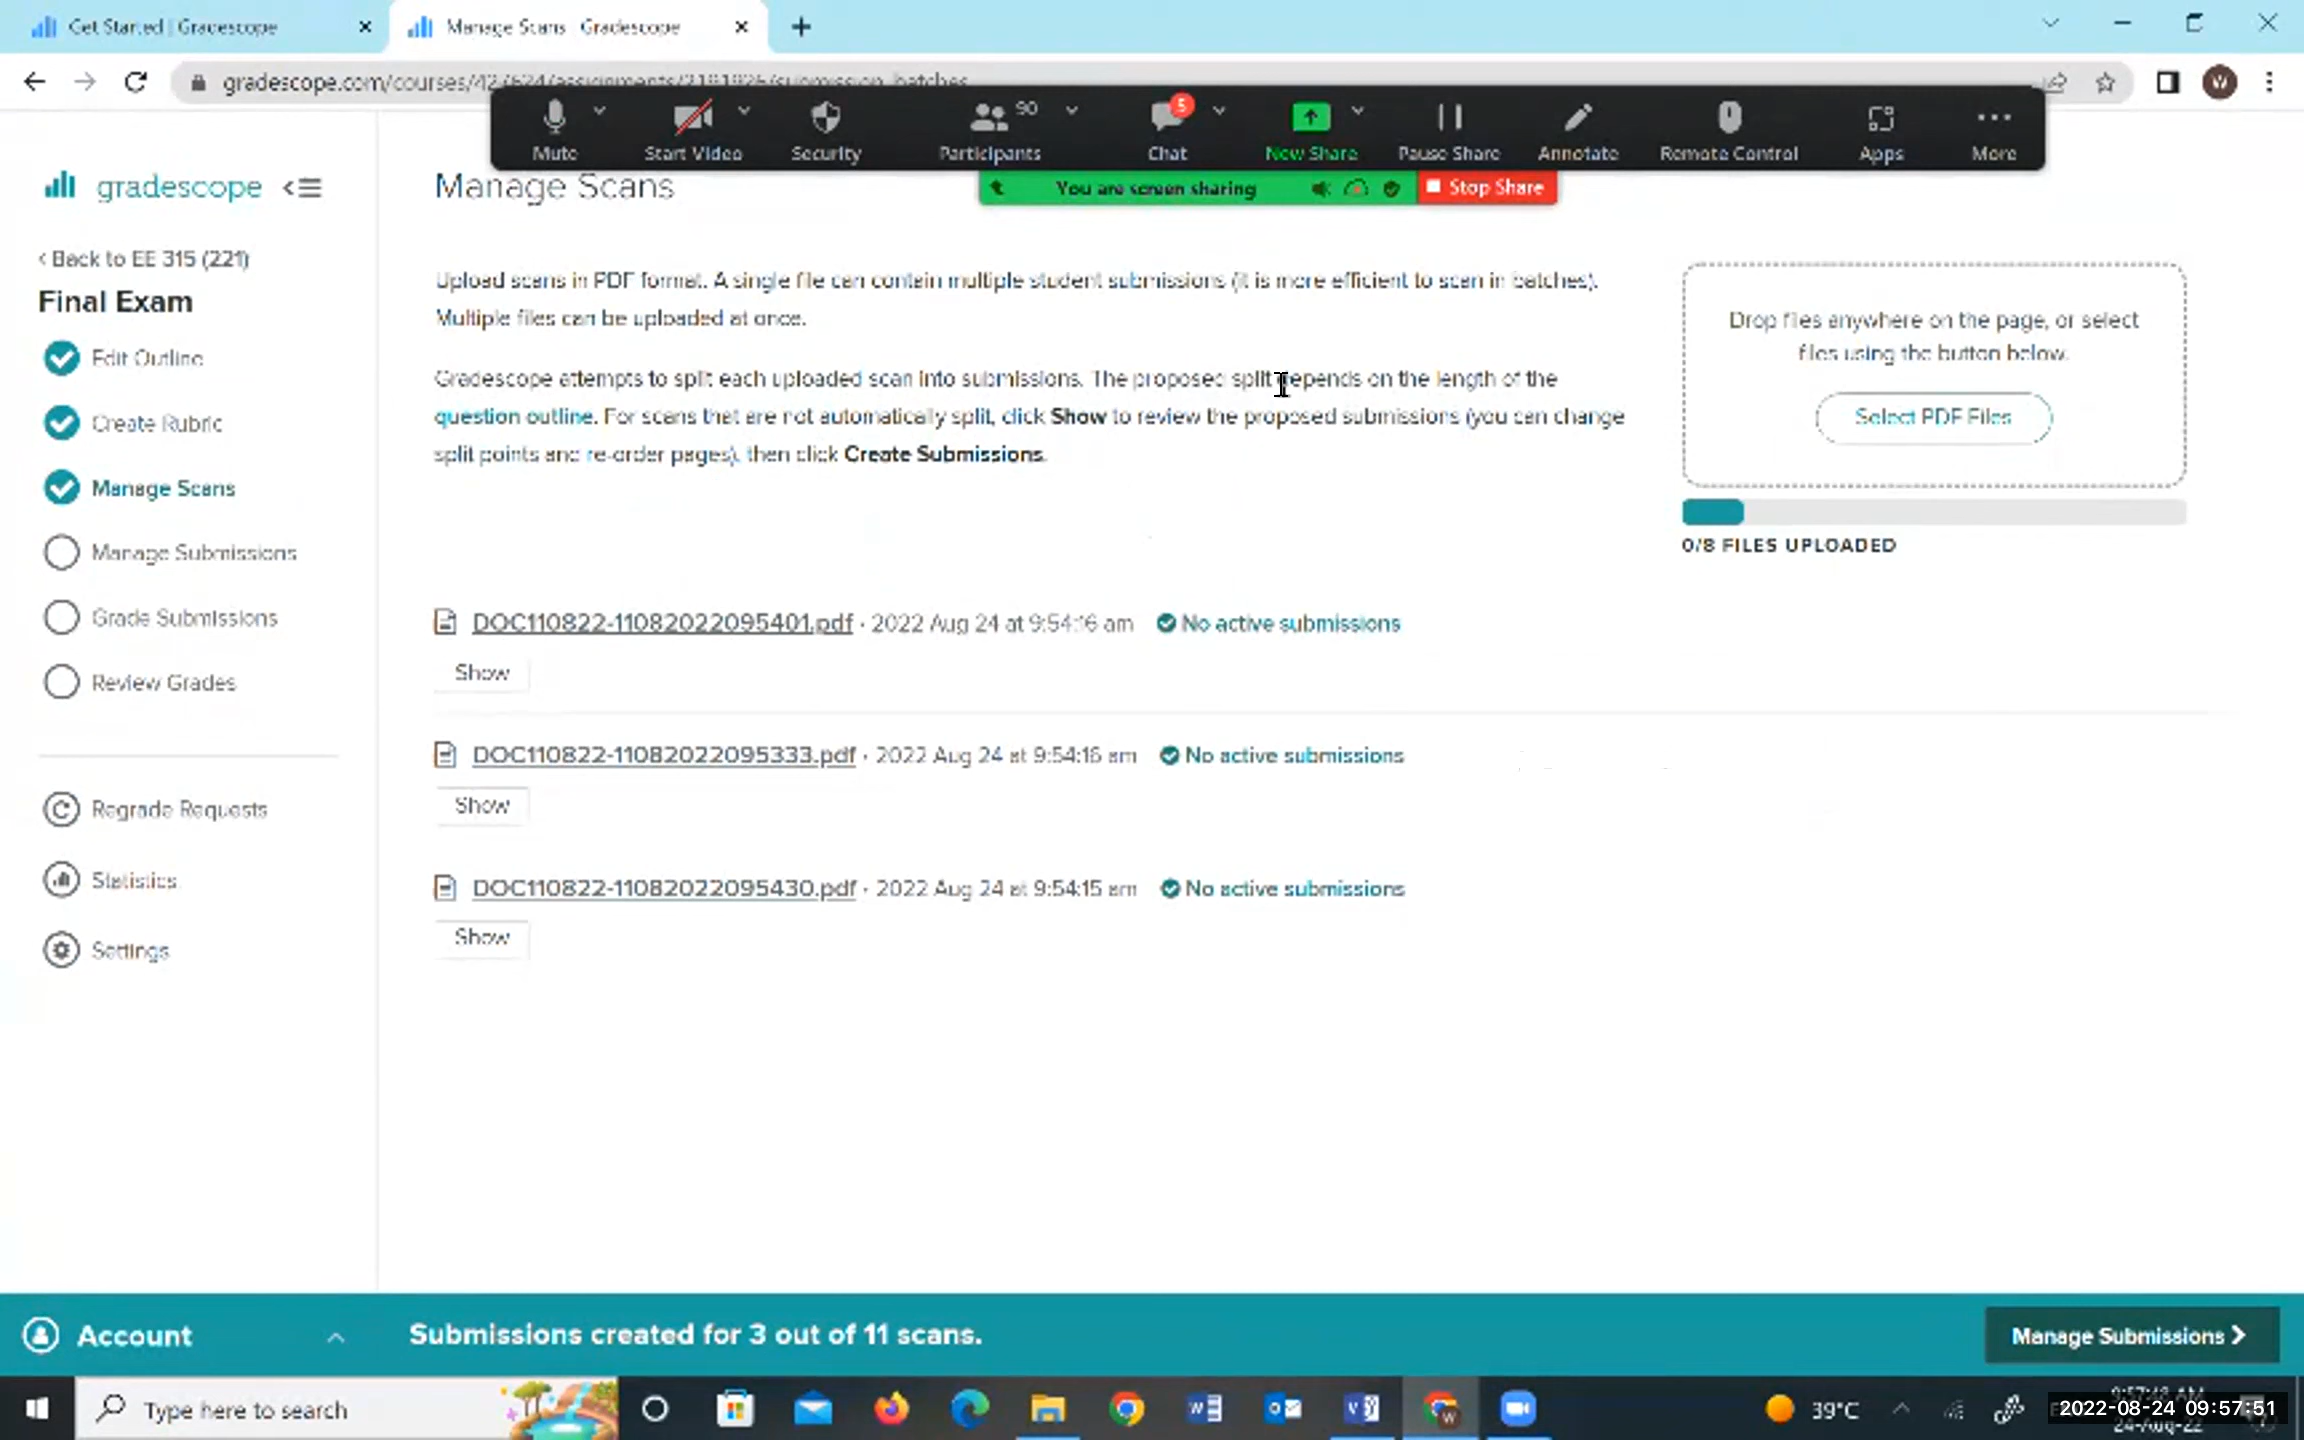 Get Started | Gradescope
Manage Scans - Gradescope
gradescope.com/courses/427624/assignments/2191926/submission_batches
Mute
Start Video
Security
Participants
90
Chat
5
New Share
Pause Share
Annotate
Remote Control
Apps
More
You are screen sharing
Stop Share
gradescope
Back to EE 315 (221)
Final Exam
Edit Outline
Create Rubric
Manage Scans
Manage Submissions
Grade Submissions
Review Grades
Regrade Requests
Statistics
Settings
Manage Scans
Upload scans in PDF format. A single file can contain multiple student submissions (it is more efficient to scan in batches).
Multiple files can be uploaded at once.
Gradescope attempts to split each uploaded scan into submissions. The proposed split depends on the length of the
question outline. For scans that are not automatically split, click Show to review the proposed submissions (you can change
split points and re-order pages), then click Create Submissions.
Drop files anywhere on the page, or select
files using the button below.
Select PDF Files
0/8 FILES UPLOADED
DOC110822-11082022095401.pdf · 2022 Aug 24 at 9:54:16 am No active submissions
Show
DOC110822-11082022095333.pdf · 2022 Aug 24 at 9:54:16 am No active submissions
Show
DOC110822-11082022095430.pdf · 2022 Aug 24 at 9:54:15 am No active submissions
Show
Account
Submissions created for 3 out of 11 scans.
Manage Submissions
Type here to search
39°C
2022-08-24 09:57:51
24-Aug-22